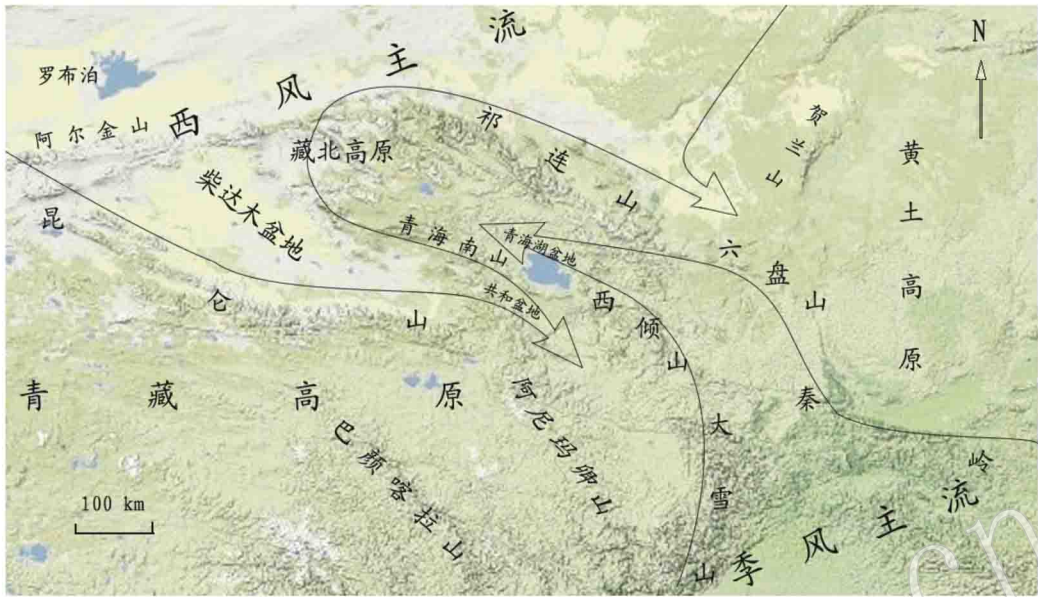 西风主流
N
罗布泊
阿尔金山
祁连山
贺兰山
藏北高原
黄土高原
柴达木盆地
昆仑山
青海南山
青海湖盆地
六盘山
共和盆地
西倾山
青藏高原
阿尼玛卿山
秦岭
大雪山
巴颜喀拉山
100 km
季风主流
cn